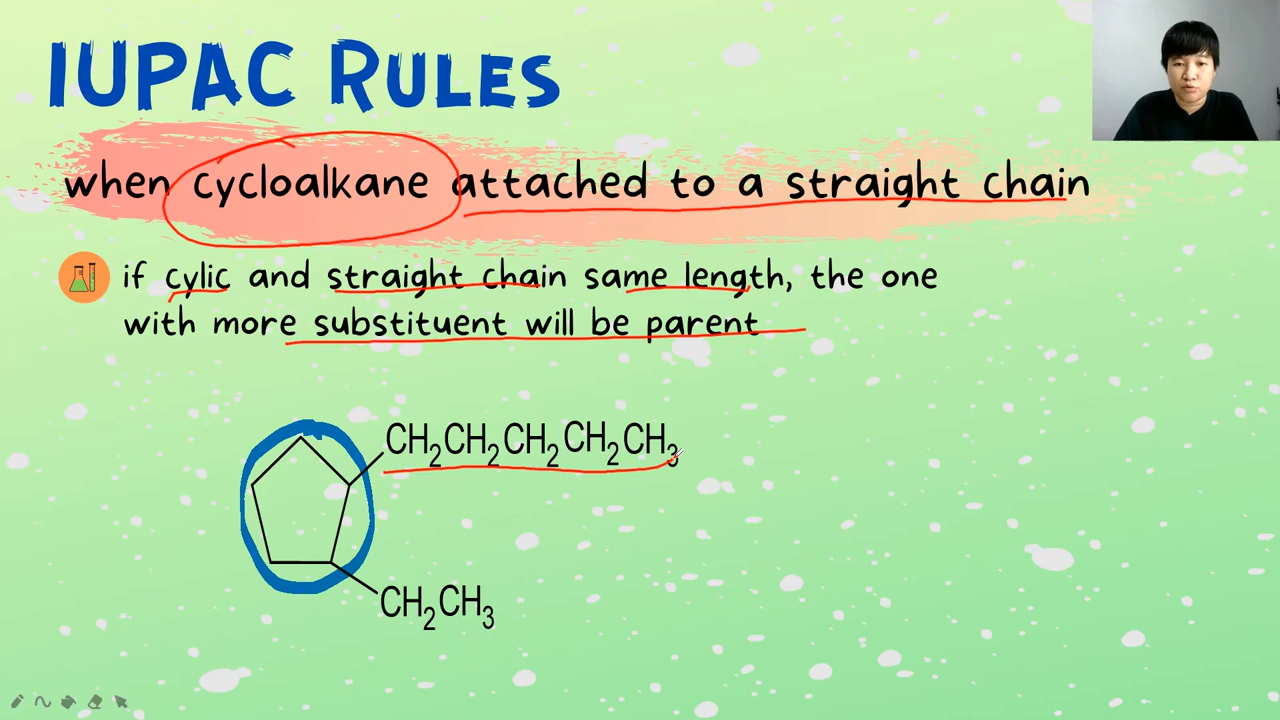 IUPAC RULES
when cycloalkane attached to a straight chain
if cylic and straight chain same length, the one
with more substituent will be parent
CH2CH2CH2CH2CH3
CH2CH3